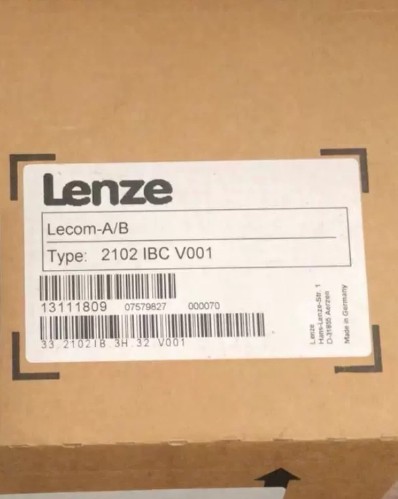 Lenze
Lecom-A/B
Type: 2102 IBC V001
13111809 07579827 000070
33 2102IB 3H 32 V001
Lenze
Hans-Lenze-Str. 1
D-31855 Aerzen
Made in Germany